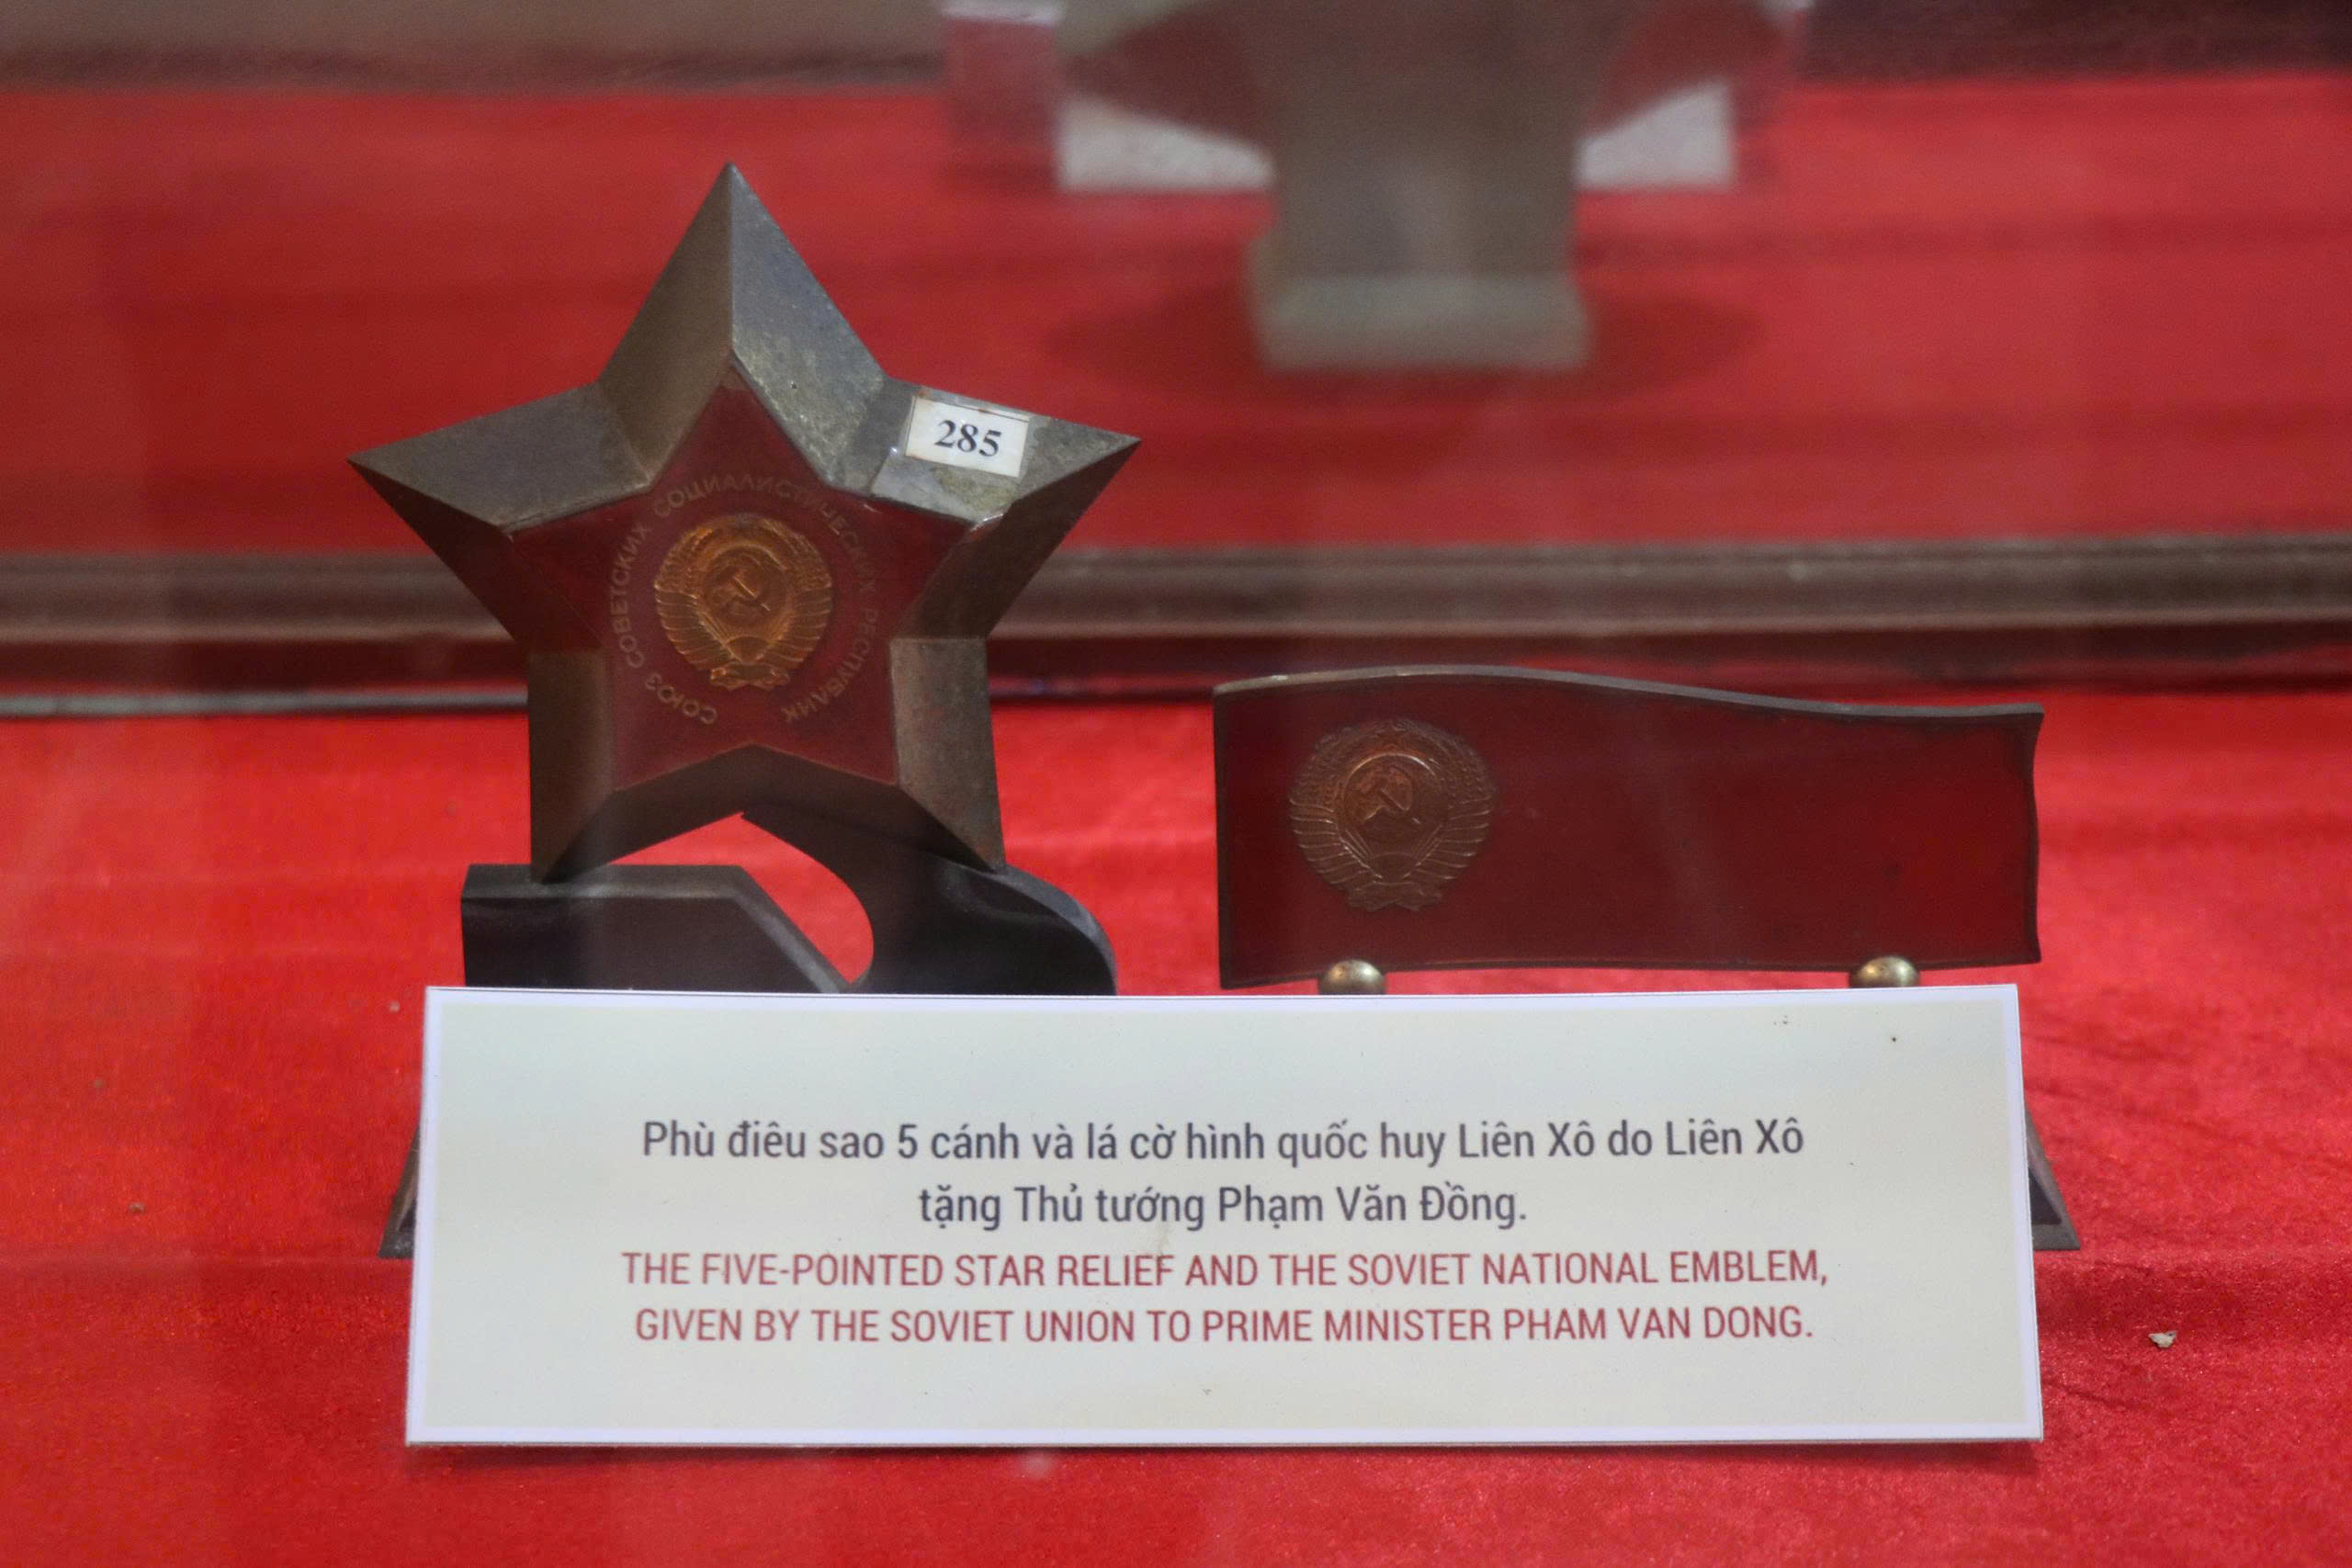 285
СОЮЗ СОВЕТСКИХ СОЦИАЛИСТИЧЕСКИХ РЕСПУБЛИК
Phù điêu sao 5 cánh và lá cờ hình quốc huy Liên Xô do Liên Xô
tặng Thủ tướng Phạm Văn Đồng.
THE FIVE-POINTED STAR RELIEF AND THE SOVIET NATIONAL EMBLEM,
GIVEN BY THE SOVIET UNION TO PRIME MINISTER PHAM VAN DONG.